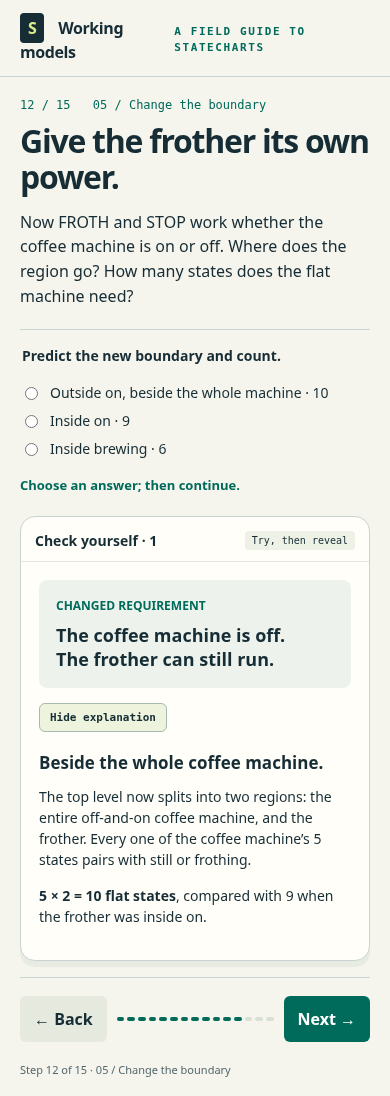 S Working models
A FIELD GUIDE TO STATECHARTS
12 / 15 05 / Change the boundary
Give the frother its own power.
Now FROTH and STOP work whether the
coffee machine is on or off. Where does the
region go? How many states does the flat
machine need?
Predict the new boundary and count.
Outside on, beside the whole machine · 10
Inside on · 9
Inside brewing · 6
Choose an answer; then continue.
Check yourself · 1
Try, then reveal
CHANGED REQUIREMENT
The coffee machine is off.
The frother can still run.
Hide explanation
Beside the whole coffee machine.
The top level now splits into two regions: the
entire off-and-on coffee machine, and the
frother. Every one of the coffee machine's 5
states pairs with still or frothing.
5 × 2 = 10 flat states, compared with 9 when
the frother was inside on.
← Back
Next →
Step 12 of 15 · 05 / Change the boundary